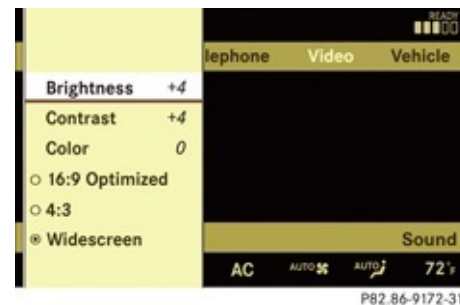 READY
lephone Video Vehicle
Brightness +4
Contrast +4
Color 0
16:9 Optimized
4:3
Widescreen
Sound
AC AUTO AUTO 72°F
P82.86-9172-31